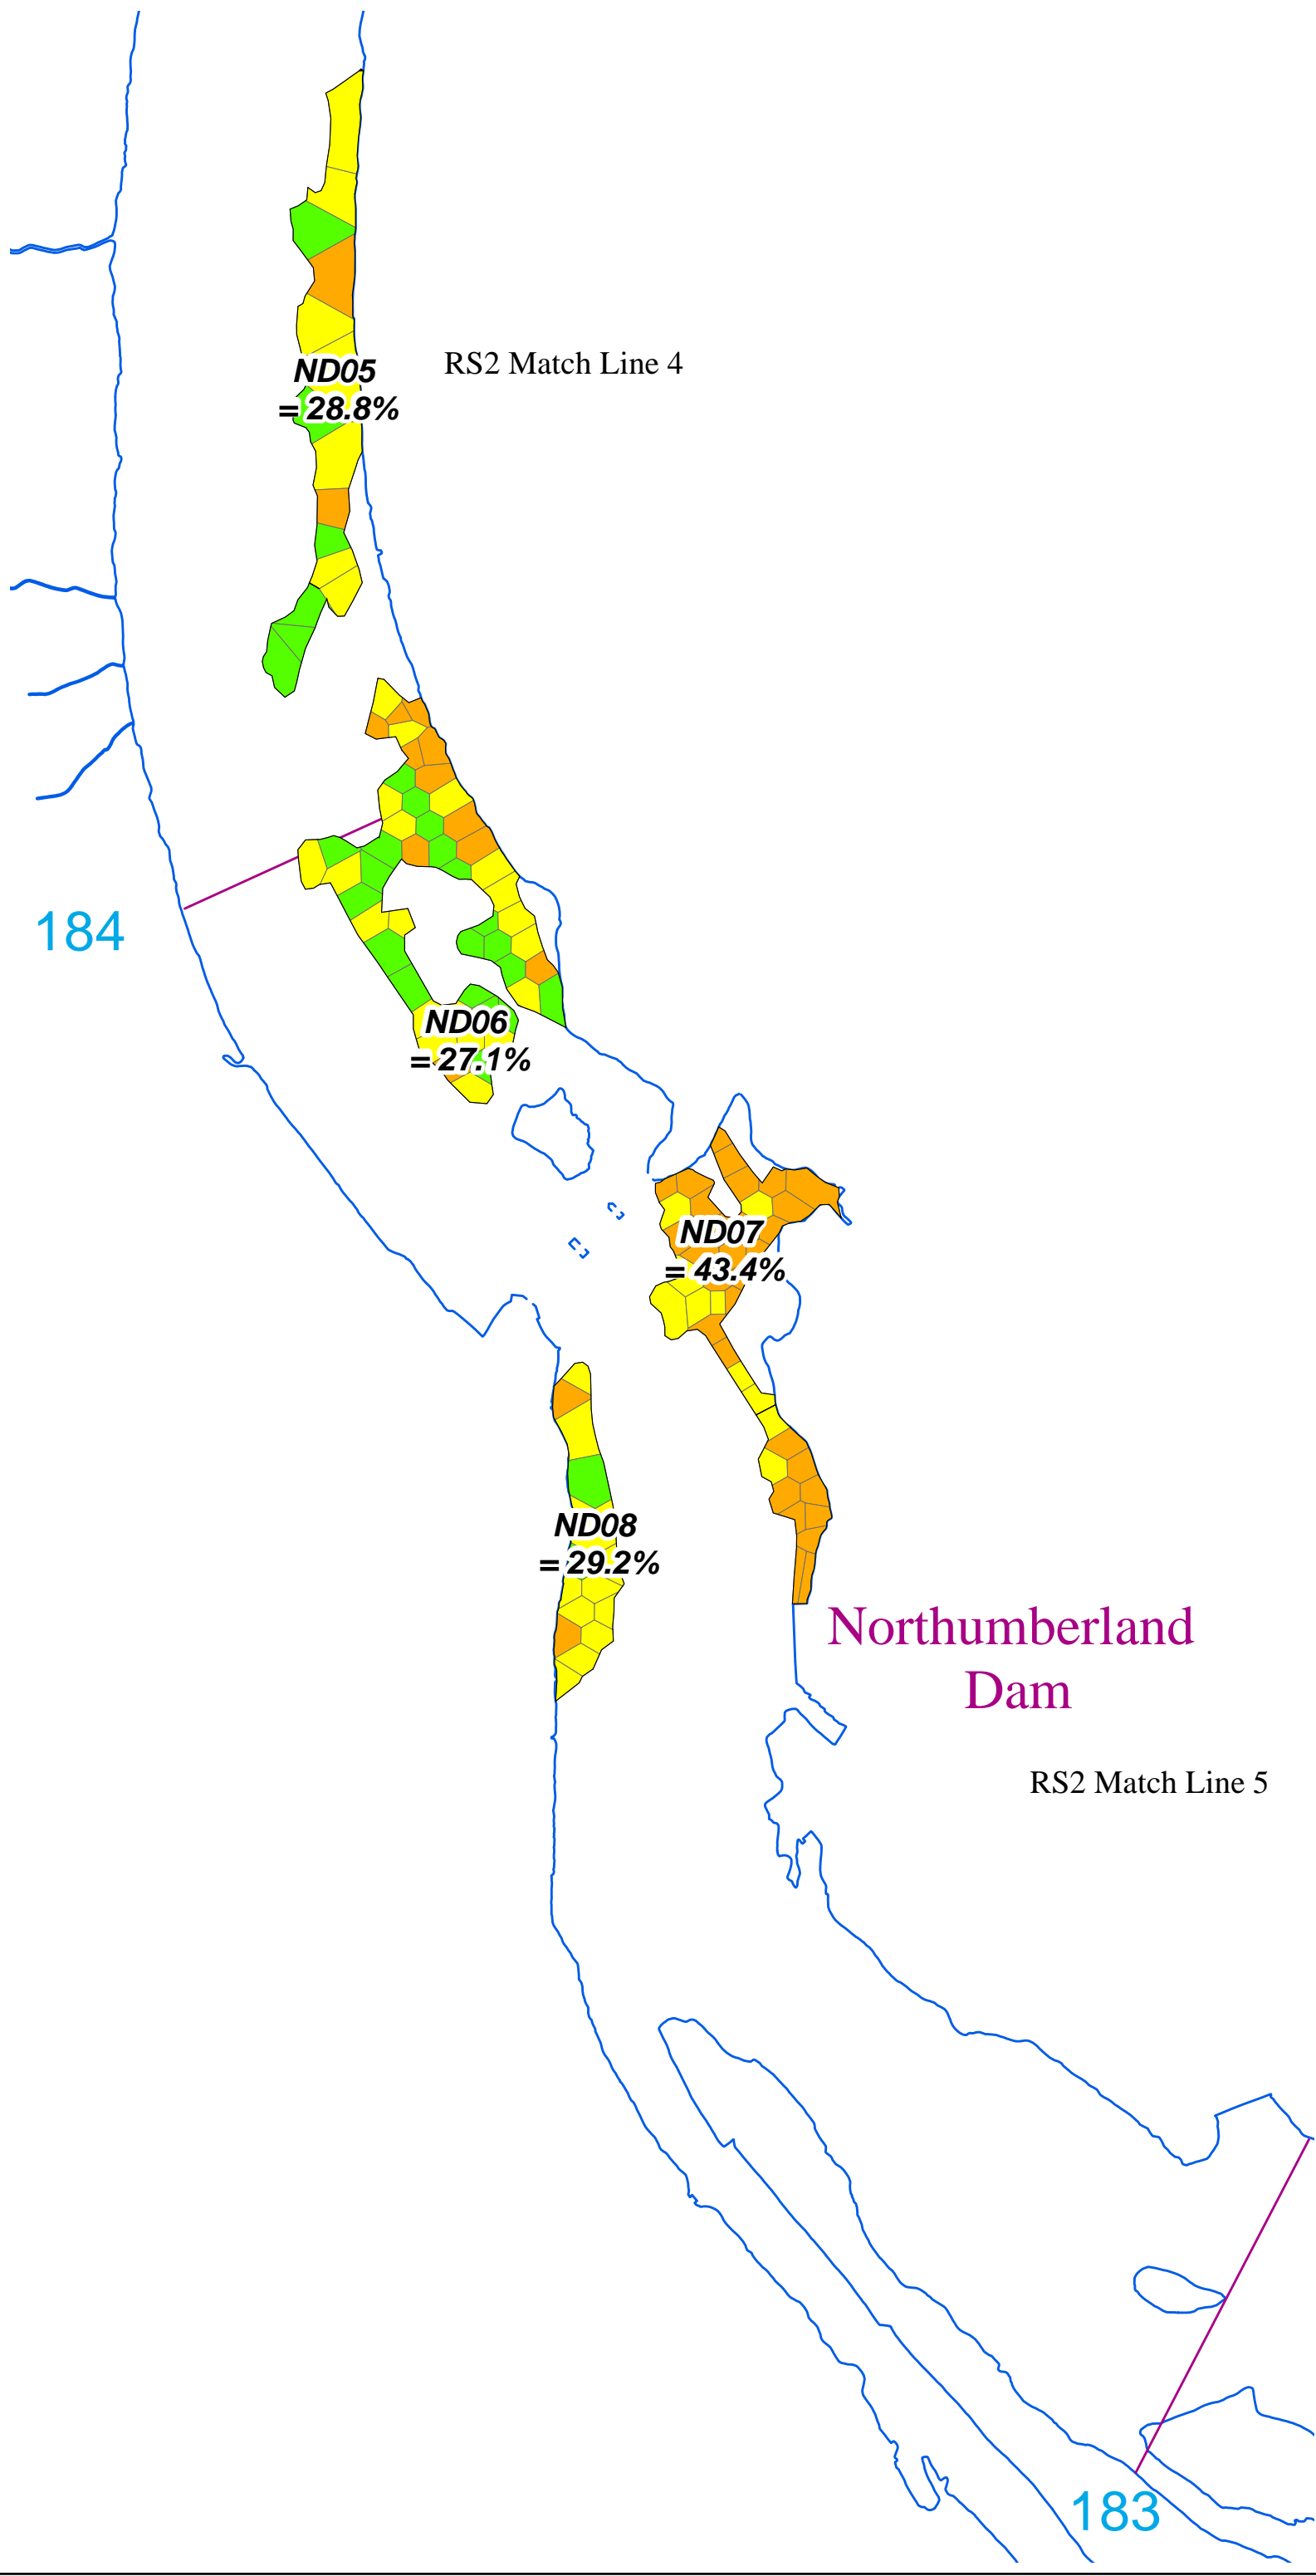 ND05
= 28.8%
RS2 Match Line 4
184
ND06
= 27.1%
ND07
= 43.4%
ND08
= 29.2%
Northumberland
Dam
RS2 Match Line 5
183